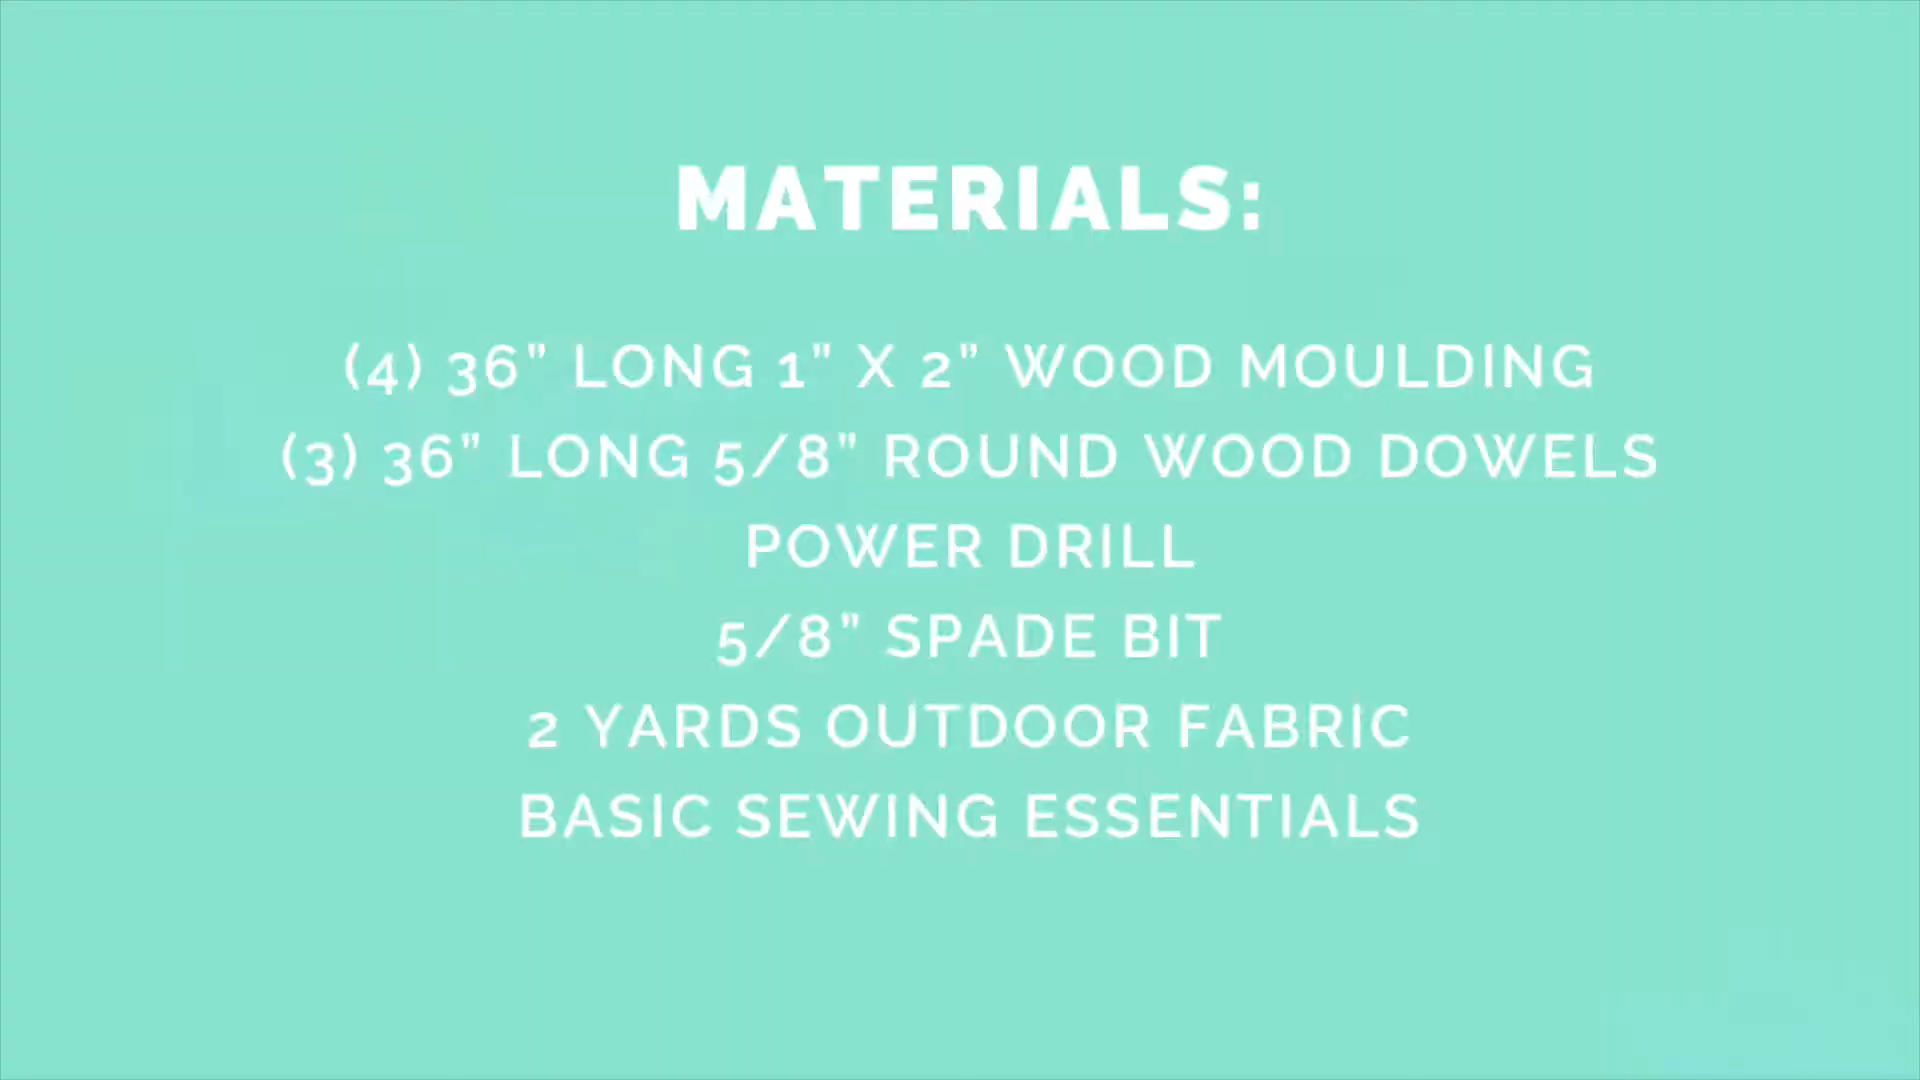 MATERIALS:
(4) 36” LONG 1” X 2” WOOD MOULDING
(3) 36” LONG 5/8” ROUND WOOD DOWELS
POWER DRILL
5/8” SPADE BIT
2 YARDS OUTDOOR FABRIC
BASIC SEWING ESSENTIALS